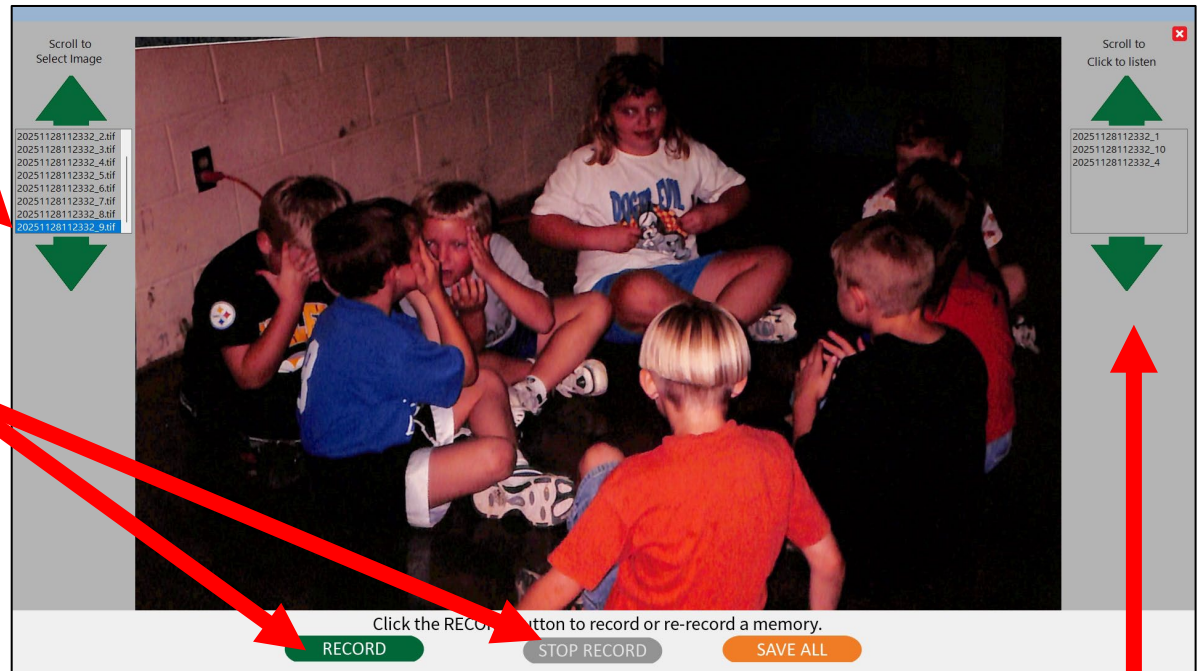 Scroll to
Select Image
20251128112332_2.tif
20251128112332_3.tif
20251128112332_4.tif
20251128112332_5.tif
20251128112332_6.tif
20251128112332_7.tif
20251128112332_8.tif
20251128112332_9.tif
Scroll to
Click to listen
20251128112332_1
20251128112332_10
20251128112332_4
Click the button to record or re-record a memory.
RECORD
STOP RECORD
SAVE ALL